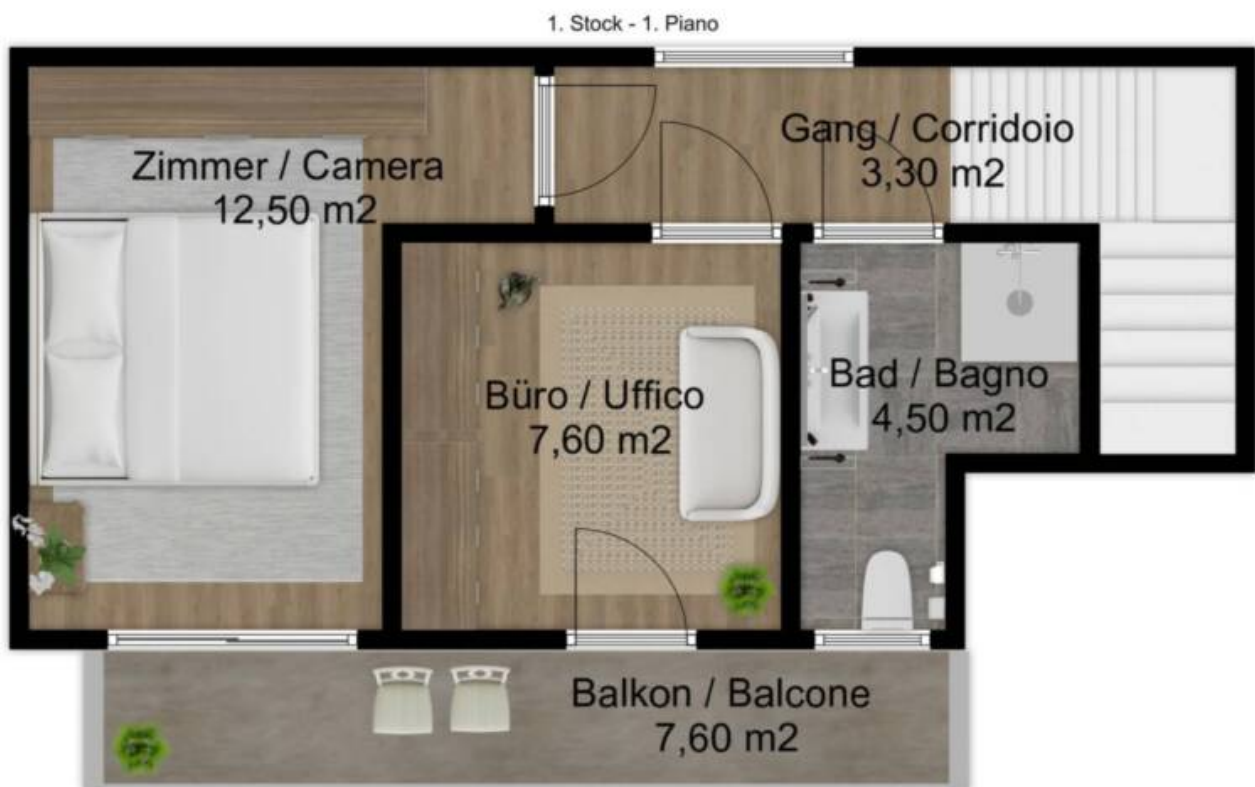 1. Stock - 1. Piano
Gang / Corridoio
3,30 m2
Zimmer / Camera
12,50 m2
Büro / Uffico
7,60 m2
Bad / Bagno
4,50 m2
Balkon / Balcone
7,60 m2